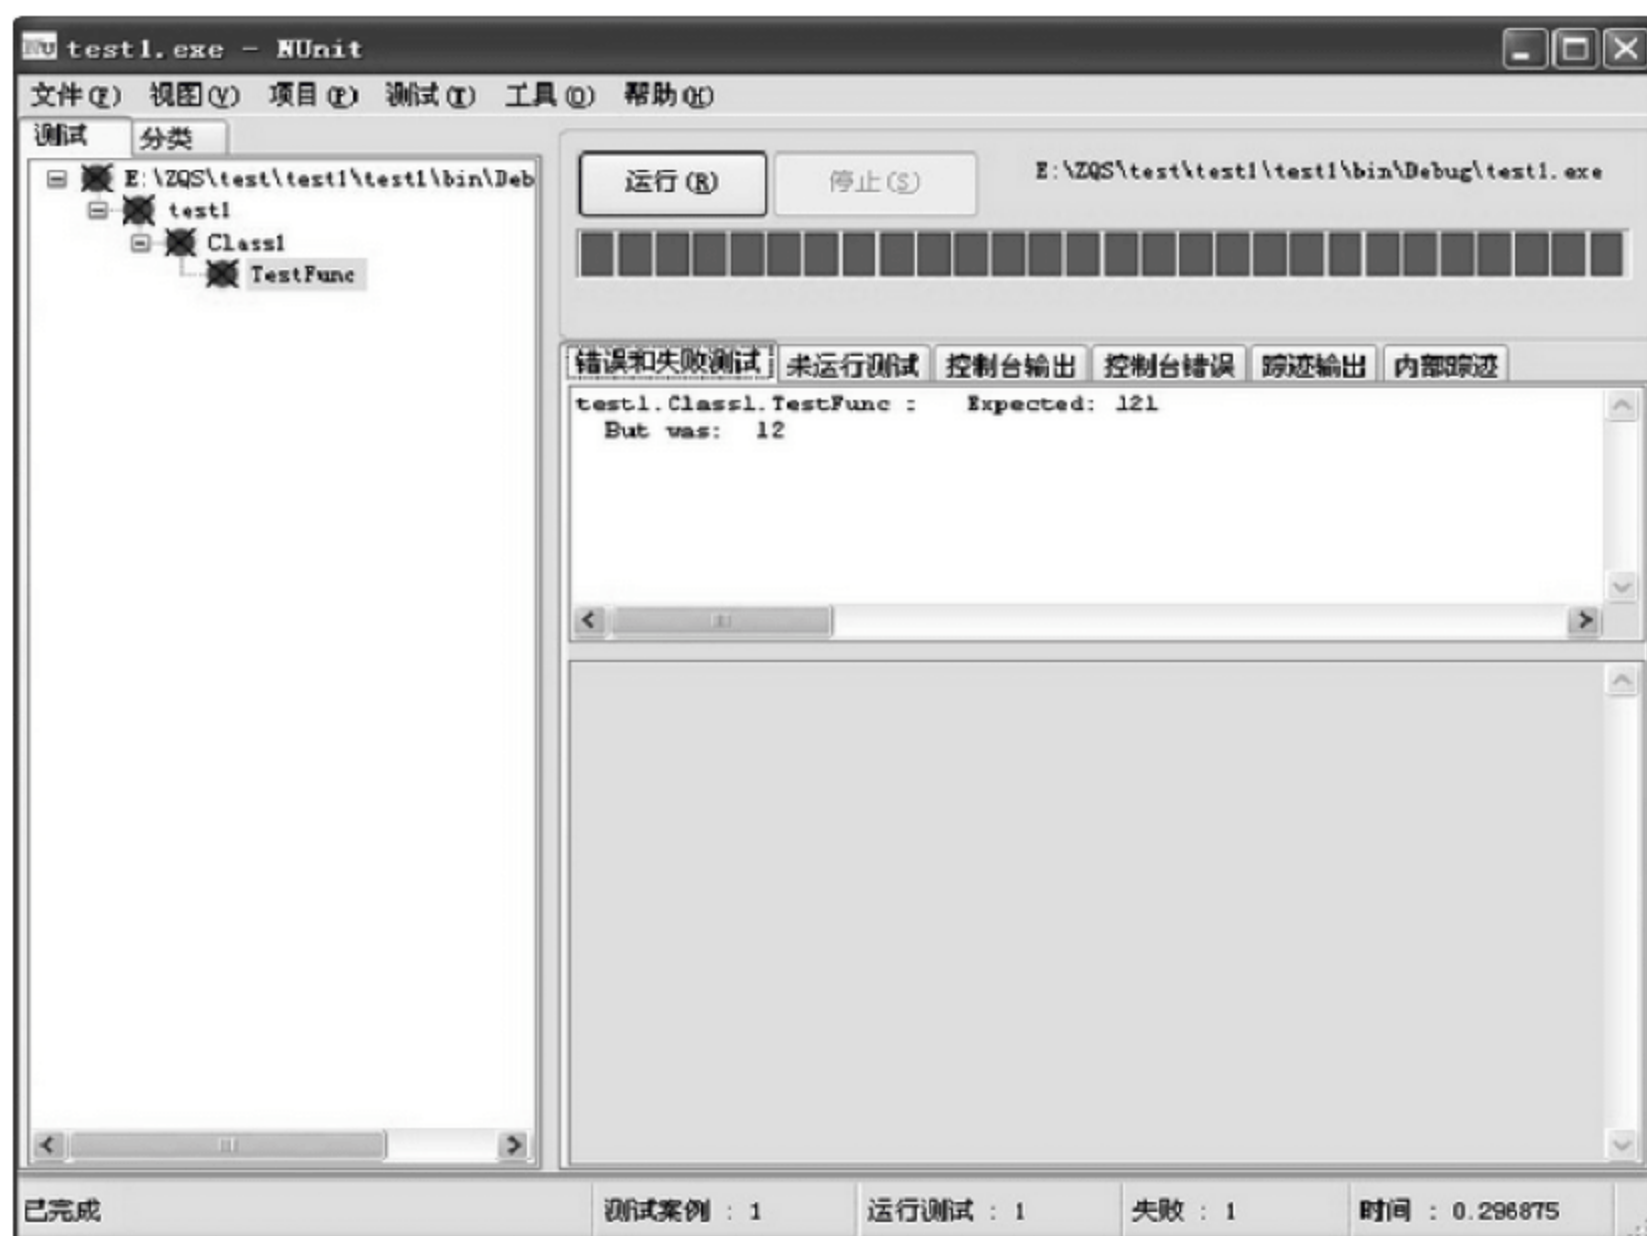 test1.exe - NUnit
文件(F) 视图(V) 项目(P) 测试(T) 工具(O) 帮助(H)
测试 分类
E:\ZQS\test\test1\test1\bin\Deb
test1
Class1
TestFunc
运行(R) 停止(S) E:\ZQS\test\test1\test1\bin\Debug\test1.exe
错误和失败测试 未运行测试 控制台输出 控制台错误 踪迹输出 内部踪迹
test1.Class1.TestFunc : Expected: 121
But was: 12
已完成 测试案例 : 1 运行测试 : 1 失败 : 1 时间 : 0.296875